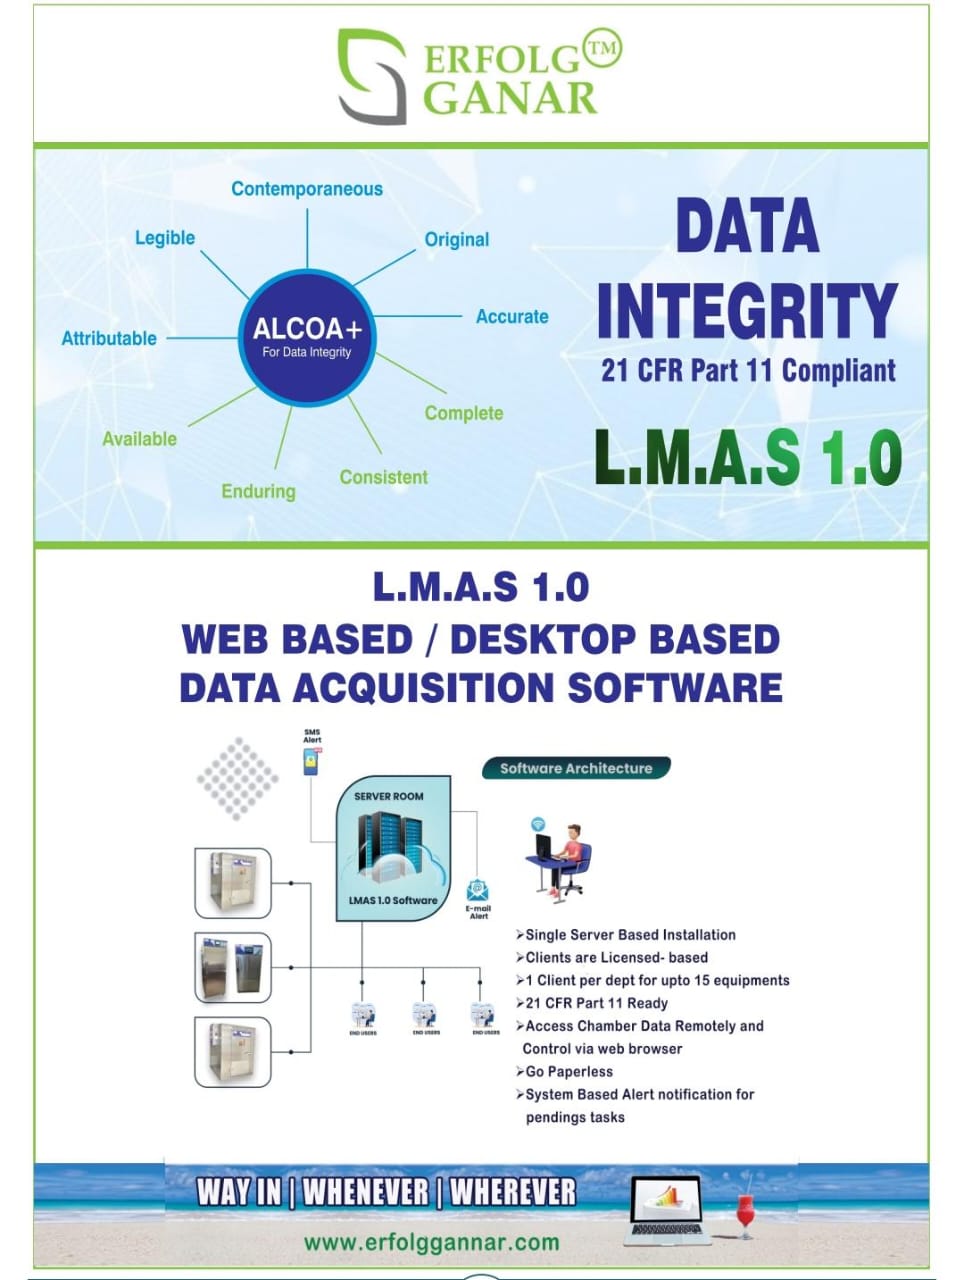 ERFOLG TM
GANAR
Contemporaneous
Legible
Original
ALCOA+
For Data Integrity
Accurate
Attributable
Complete
Available
Consistent
Enduring
DATA
INTEGRITY
21 CFR Part 11 Compliant
L.M.A.S 1.0
L.M.A.S 1.0
WEB BASED / DESKTOP BASED
DATA ACQUISITION SOFTWARE
SMS
Alert
Software Architecture
SERVER ROOM
LMAS 1.0 Software
E-mail
Alert
END USERS
END USERS
END USERS
➢Single Server Based Installation
➢Clients are Licensed- based
➢1 Client per dept for upto 15 equipments
➢21 CFR Part 11 Ready
➢Access Chamber Data Remotely and
Control via web browser
➢Go Paperless
➢System Based Alert notification for
pendings tasks
WAY IN | WHENEVER | WHEREVER
www.erfolggannar.com